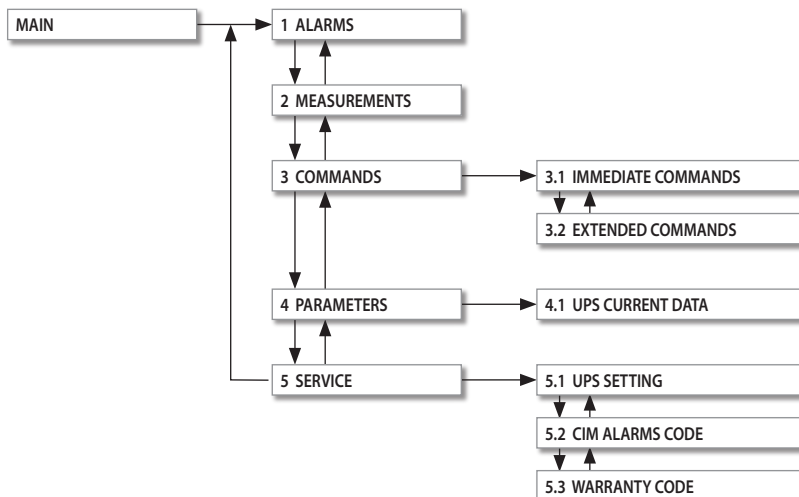 MAIN
1 ALARMS
2 MEASUREMENTS
3 COMMANDS
3.1 IMMEDIATE COMMANDS
3.2 EXTENDED COMMANDS
4 PARAMETERS
4.1 UPS CURRENT DATA
5 SERVICE
5.1 UPS SETTING
5.2 CIM ALARMS CODE
5.3 WARRANTY CODE